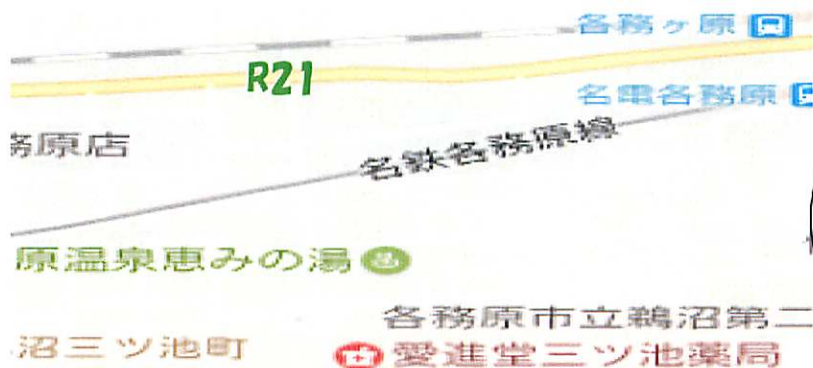 各務ヶ原
R21
名電各務原
務原店
名鉄各務原線
原温泉恵みの湯
各務原市立鵜沼第二
沼三ツ池町
愛進堂三ツ池薬局